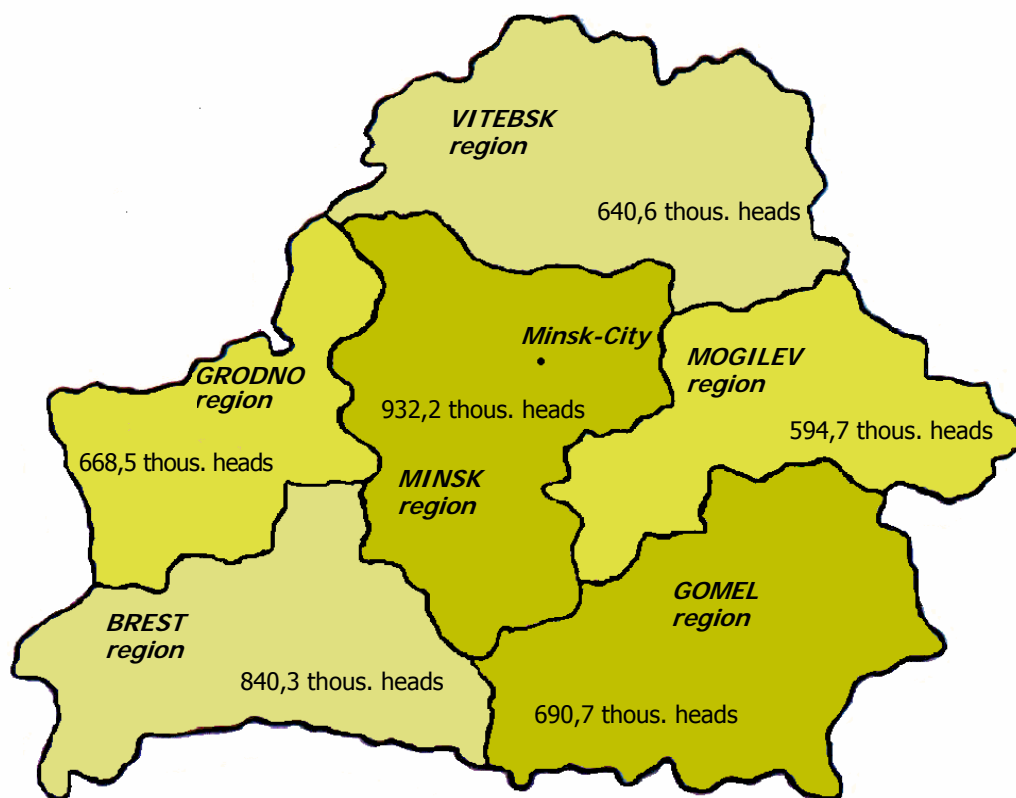 VITEBSK
region
640,6 thous. heads
Minsk-City
MOGILEV
region
GRODNO
region
932,2 thous. heads
594,7 thous. heads
668,5 thous. heads
MINSK
region
GOMEL
region
BREST
region
840,3 thous. heads
690,7 thous. heads